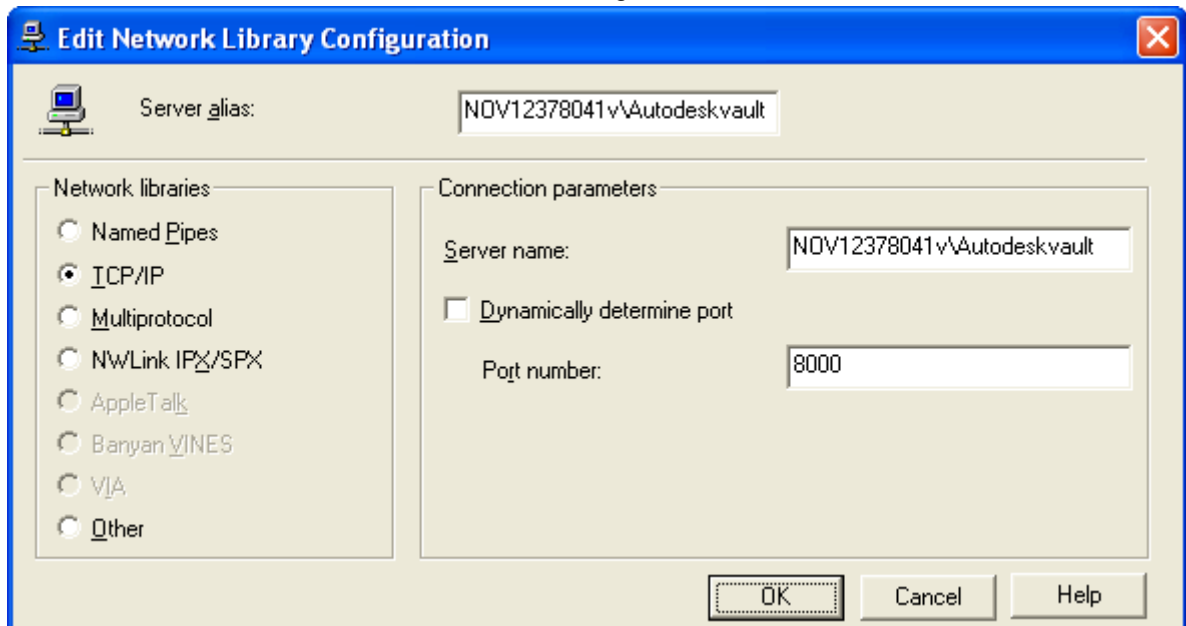 Edit Network Library Configuration
Server alias:
NOV12378041v\Autodeskvault
Network libraries
Named Pipes
TCP/IP
Multiprotocol
NWLink IPX/SPX
AppleTalk
Banyan VINES
VIA
Other
Connection parameters
Server name:
NOV12378041v\Autodeskvault
Dynamically determine port
Port number:
8000
OK
Cancel
Help